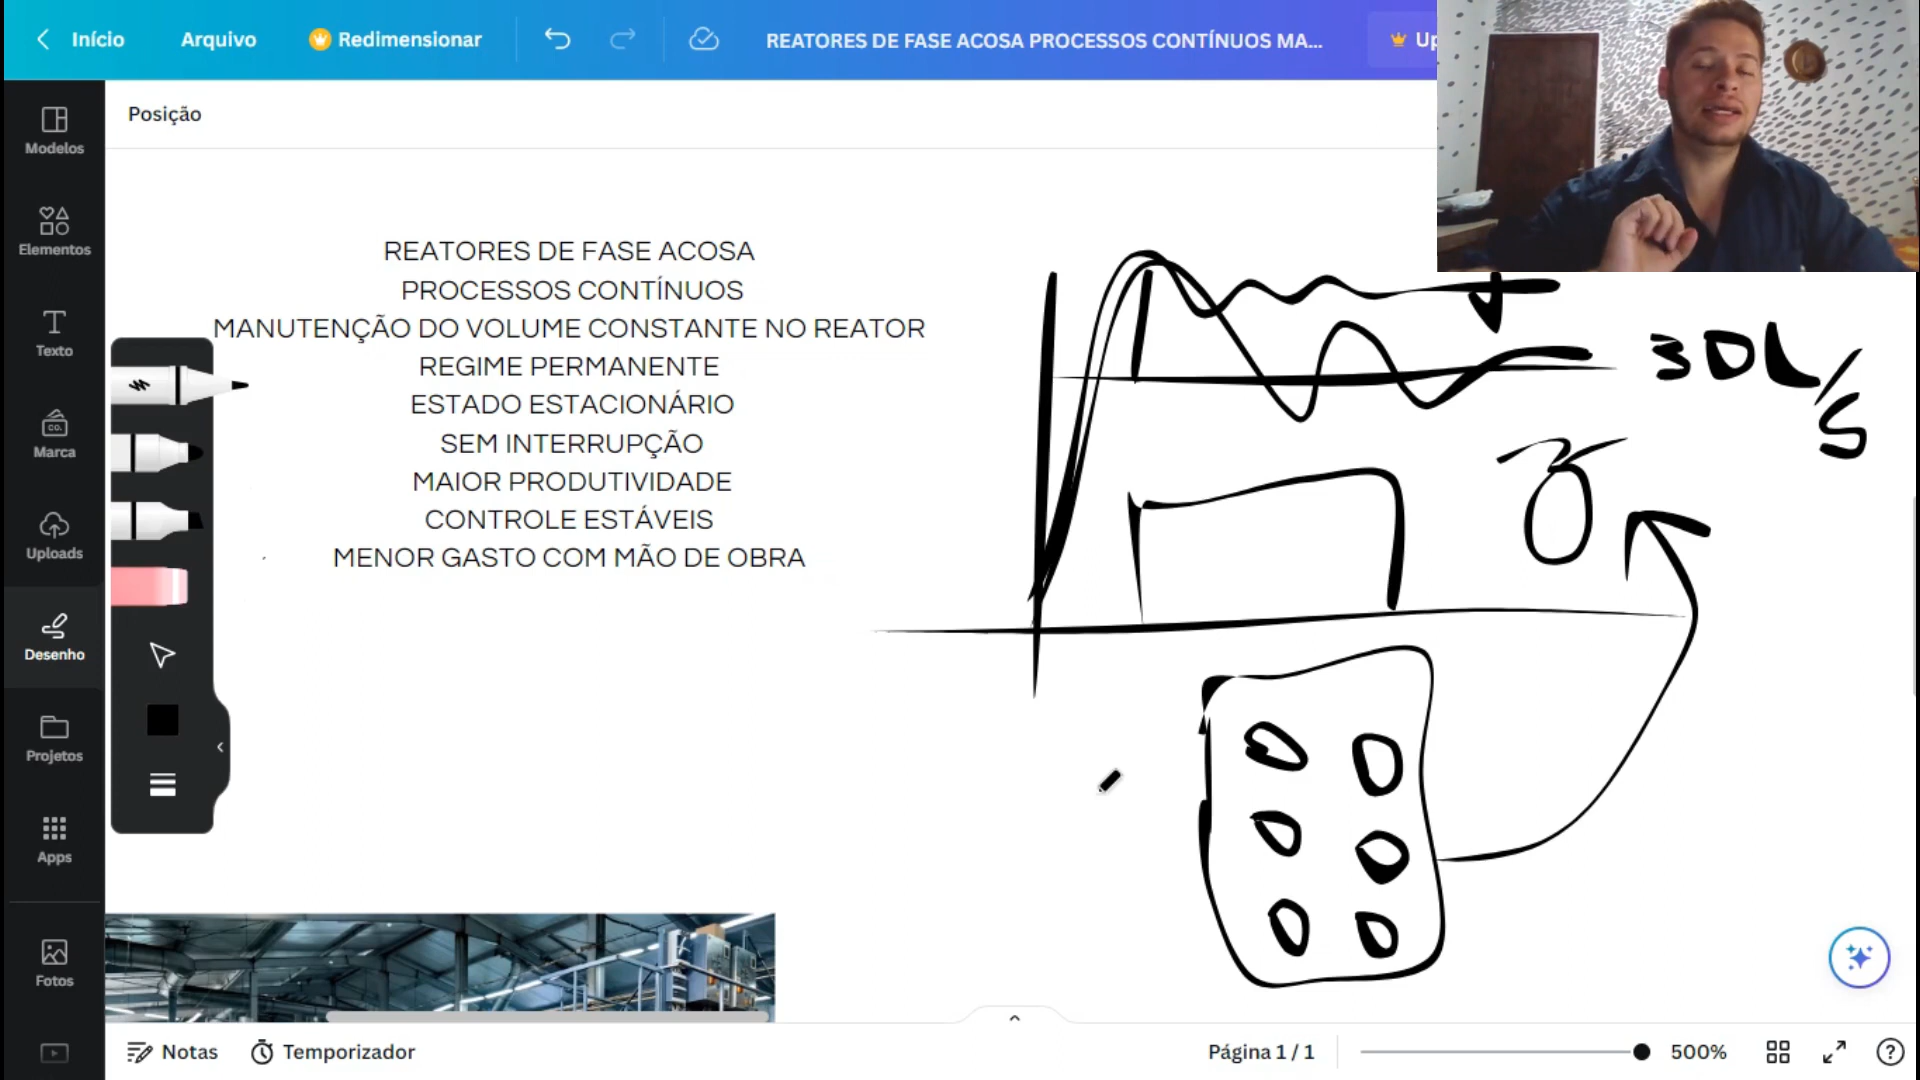 Início
Arquivo
Redimensionar
REATORES DE FASE ACOSA PROCESSOS CONTÍNUOS MA...
Up
Posição
Modelos
Elementos
Texto
CO.
Marca
Uploads
Desenho
Projetos
Apps
Fotos
REATORES DE FASE ACOSA
PROCESSOS CONTÍNUOS
MANUTENÇÃO DO VOLUME CONSTANTE NO REATOR
REGIME PERMANENTE
ESTADO ESTACIONÁRIO
SEM INTERRUPÇÃO
MAIOR PRODUTIVIDADE
CONTROLE ESTÁVEIS
MENOR GASTO COM MÃO DE OBRA
30L/S
Notas
Temporizador
Página 1 / 1
500%